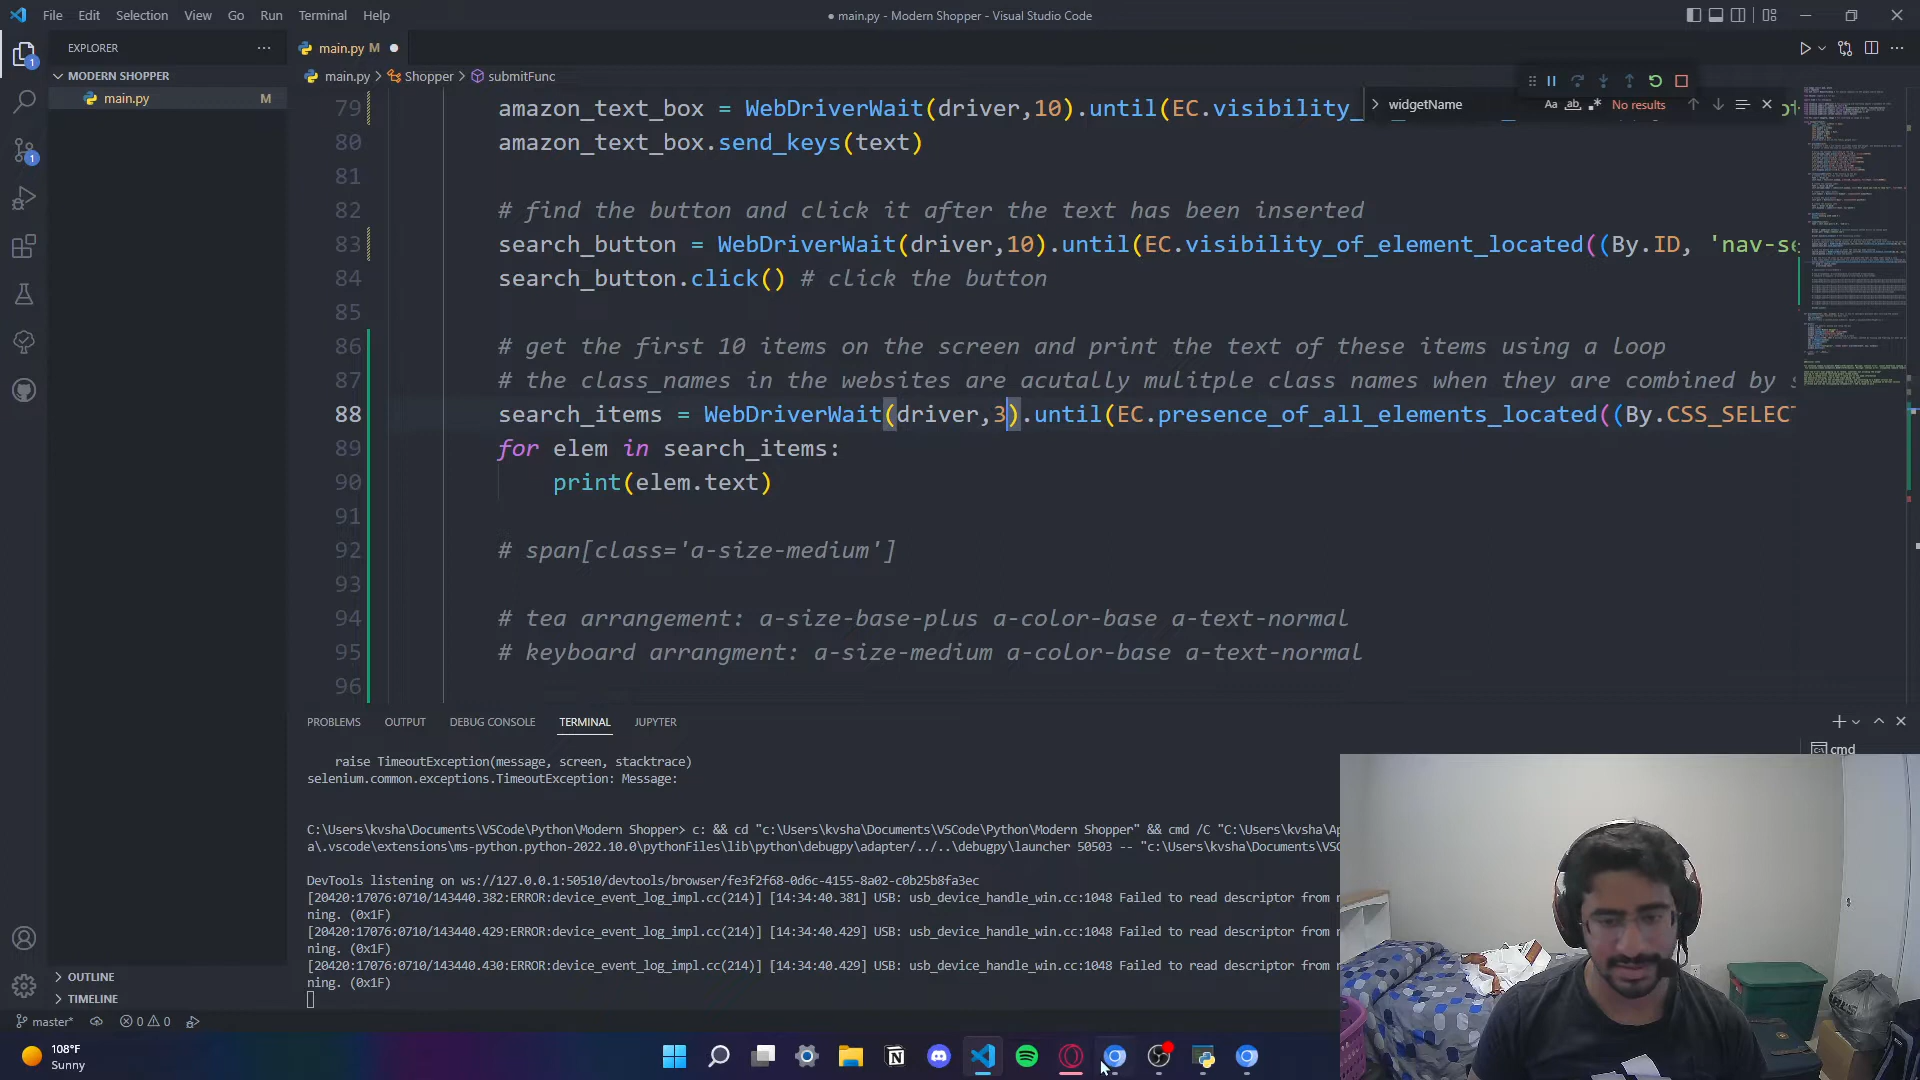 File Edit Selection View Go Run Terminal Help
● main.py - Modern Shopper - Visual Studio Code
EXPLORER
MODERN SHOPPER
main.py M
1
1
OUTLINE
TIMELINE
main.py M
main.py > Shopper > submitFunc
widgetName
Aa ab No results
79 amazon_text_box = WebDriverWait(driver,10).until(EC.visibility_
80 amazon_text_box.send_keys(text)
81
82 # find the button and click it after the text has been inserted
83 search_button = WebDriverWait(driver,10).until(EC.visibility_of_element_located((By.ID, 'nav-se
84 search_button.click() # click the button
85
86 # get the first 10 items on the screen and print the text of these items using a loop
87 # the class_names in the websites are acutally mulitple class names when they are combined by s
88 search_items = WebDriverWait(driver,3).until(EC.presence_of_all_elements_located((By.CSS_SELECT
89 for elem in search_items:
90 print(elem.text)
91
92 # span[class='a-size-medium']
93
94 # tea arrangement: a-size-base-plus a-color-base a-text-normal
95 # keyboard arrangment: a-size-medium a-color-base a-text-normal
96
PROBLEMS OUTPUT DEBUG CONSOLE TERMINAL JUPYTER
cmd
raise TimeoutException(message, screen, stacktrace)
selenium.common.exceptions.TimeoutException: Message:
C:\Users\kvsha\Documents\VSCode\Python\Modern Shopper> c: && cd "c:\Users\kvsha\Documents\VSCode\Python\Modern Shopper" && cmd /C "C:\Users\kvsha\Ap
a\.vscode\extensions\ms-python.python-2022.10.0\pythonFiles\lib\python\debugpy\adapter/../..\debugpy\launcher 50503 -- "c:\Users\kvsha\Documents\VSC
DevTools listening on ws://127.0.0.1:50510/devtools/browser/fe3f2f68-0d6c-4155-8a02-c0b25b8fa3ec
[20420:17076:0710/143440.382:ERROR:device_event_log_impl.cc(214)] [14:34:40.381] USB: usb_device_handle_win.cc:1048 Failed to read descriptor from n
ning. (0x1F)
[20420:17076:0710/143440.429:ERROR:device_event_log_impl.cc(214)] [14:34:40.429] USB: usb_device_handle_win.cc:1048 Failed to read descriptor from n
ning. (0x1F)
[20420:17076:0710/143440.430:ERROR:device_event_log_impl.cc(214)] [14:34:40.429] USB: usb_device_handle_win.cc:1048 Failed to read descriptor from n
ning. (0x1F)
master* 0 0
108°F
Sunny